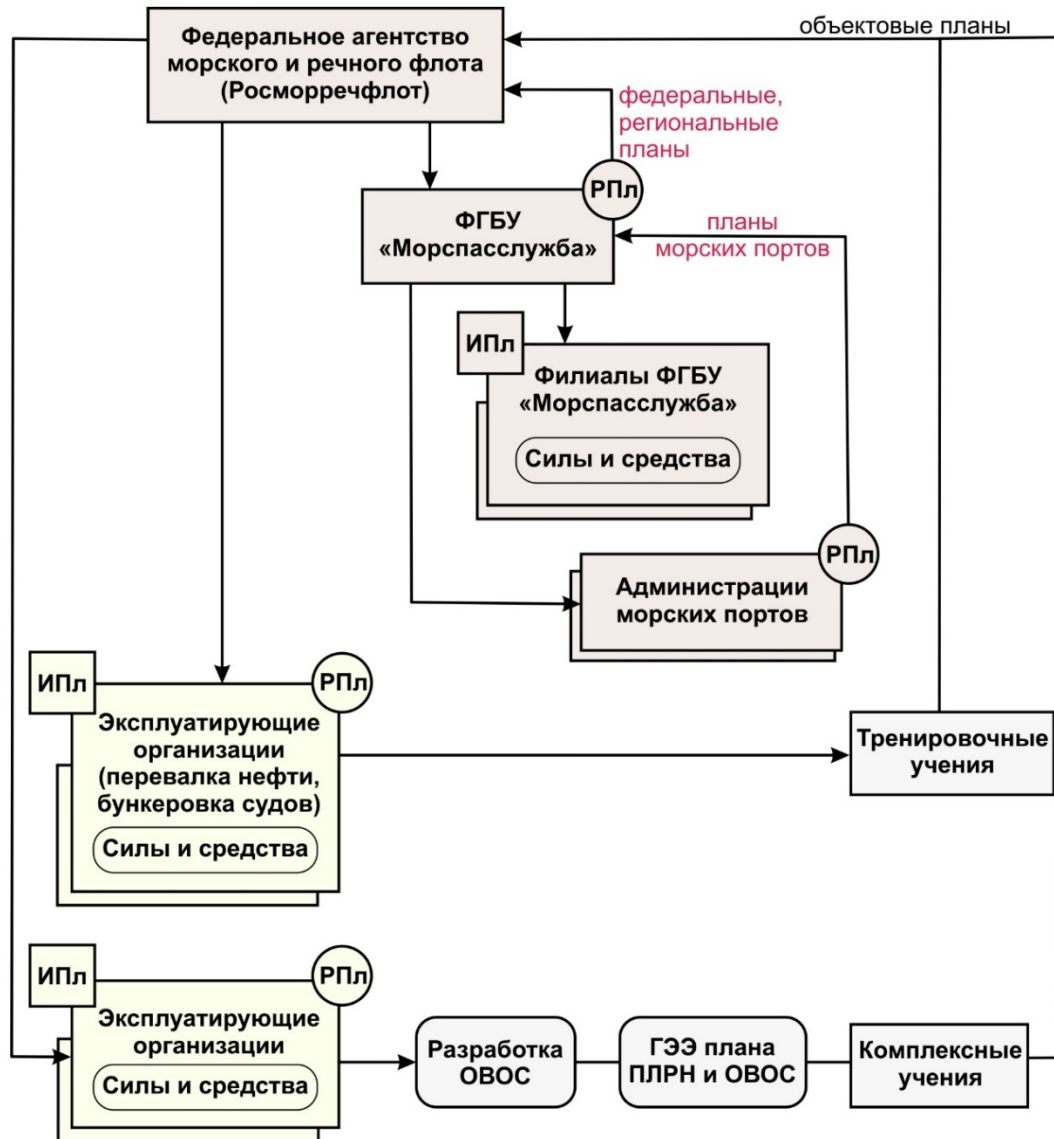 объектовые планы
Федеральное агентство
морского и речного флота
(Росморречфлот)
федеральные,
региональные
планы
РПл
ФГБУ
«Морспасслужба»
планы
морских портов
ИПл
Филиалы ФГБУ
«Морспасслужба»
Силы и средства
РПл
Администрации
морских портов
ИПл
РПл
Эксплуатирующие
организации
(перевалка нефти,
бункеровка судов)
Силы и средства
Тренировочные
учения
ИПл
РПл
Эксплуатирующие
организации
Силы и средства
Разработка
ОВОС
ГЭЭ плана
ПЛРН и ОВОС
Комплексные
учения